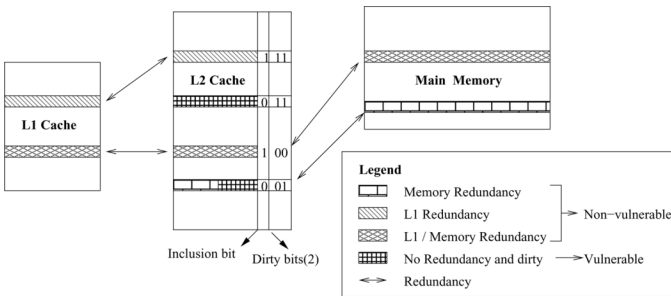 L1 Cache
L2 Cache
1 11
0 11
1 00
0 01
Inclusion bit
Dirty bits(2)
Main Memory
Legend
Memory Redundancy
L1 Redundancy
L1 / Memory Redundancy
Non−vulnerable
No Redundancy and dirty
Vulnerable
Redundancy